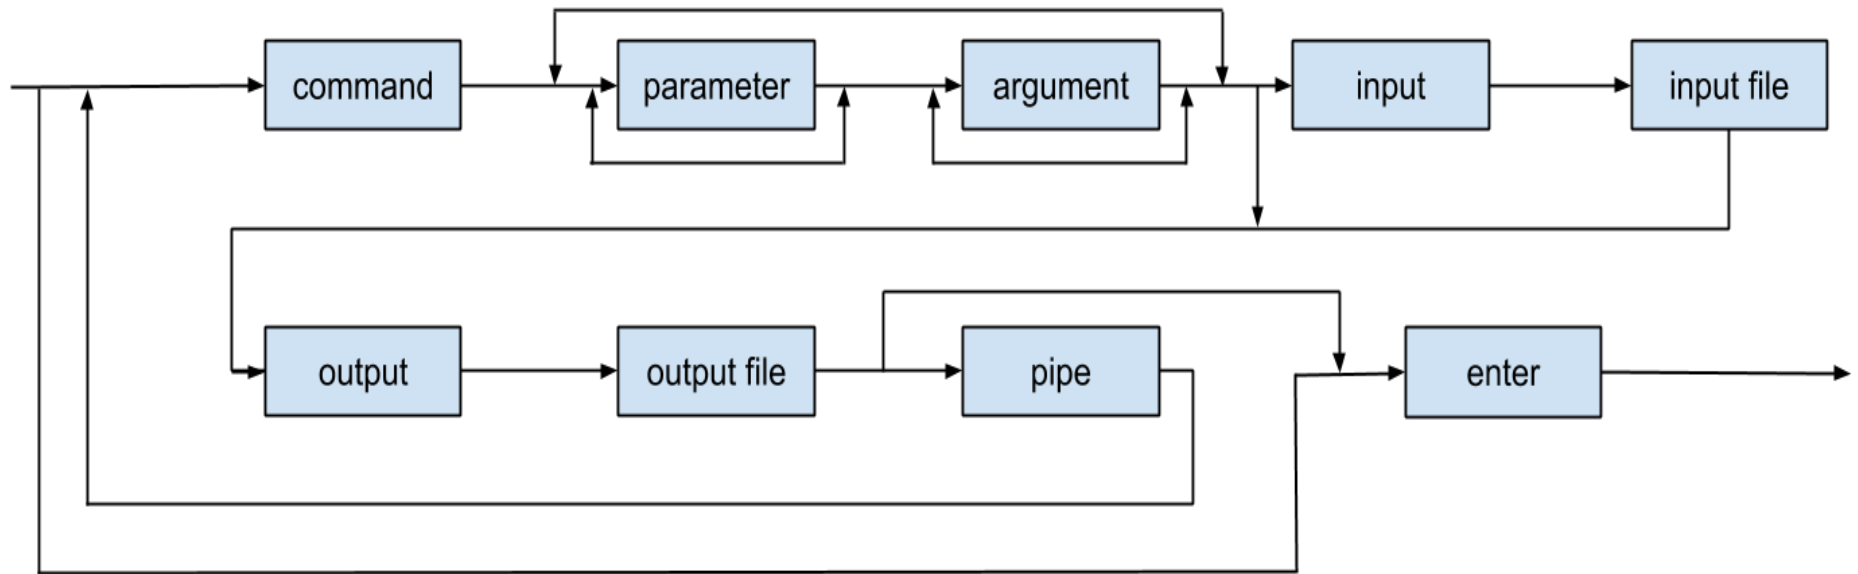 command
parameter
argument
input
input file
output
output file
pipe
enter